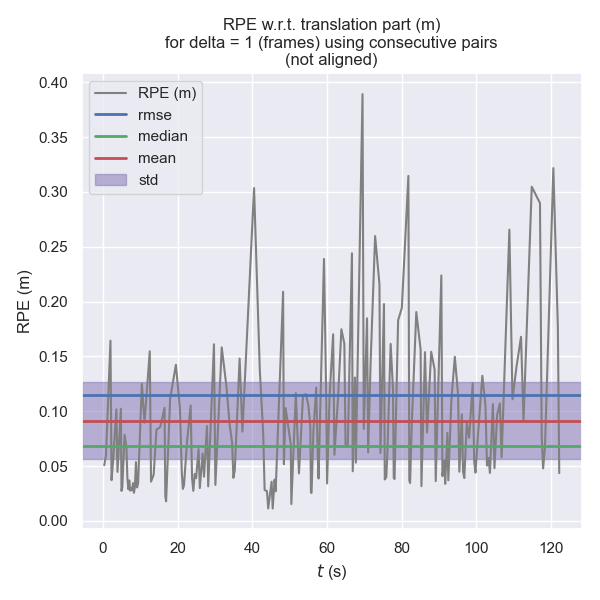 RPE w.r.t. translation part (m)
for delta = 1 (frames) using consecutive pairs
(not aligned)
RPE (m)
rmse
median
mean
std
0.40
0.35
0.30
0.25
0.20
0.15
0.10
0.05
0.00
RPE (m)
0
20
40
60
80
100
120
t (s)